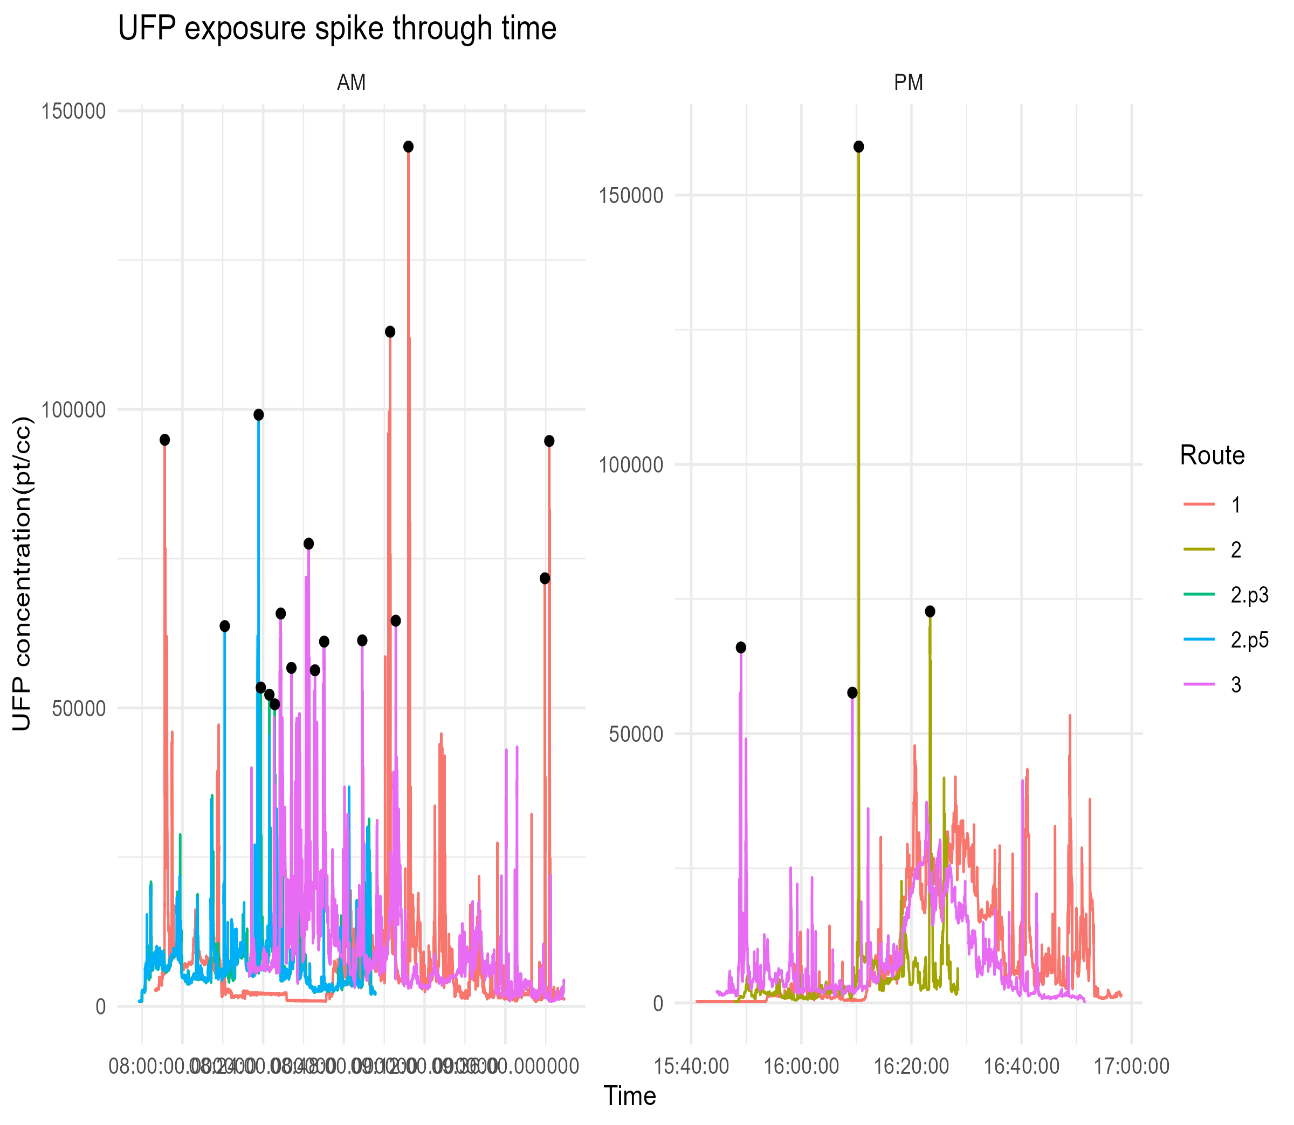 UFP exposure spike through time
AM
PM
UFP concentration(pt/cc)
150000
100000
50000
0
150000
100000
50000
0
15:40:00
16:00:00
16:20:00
16:40:00
17:00:00
Time
Route
1
2
2.p3
2.p5
3